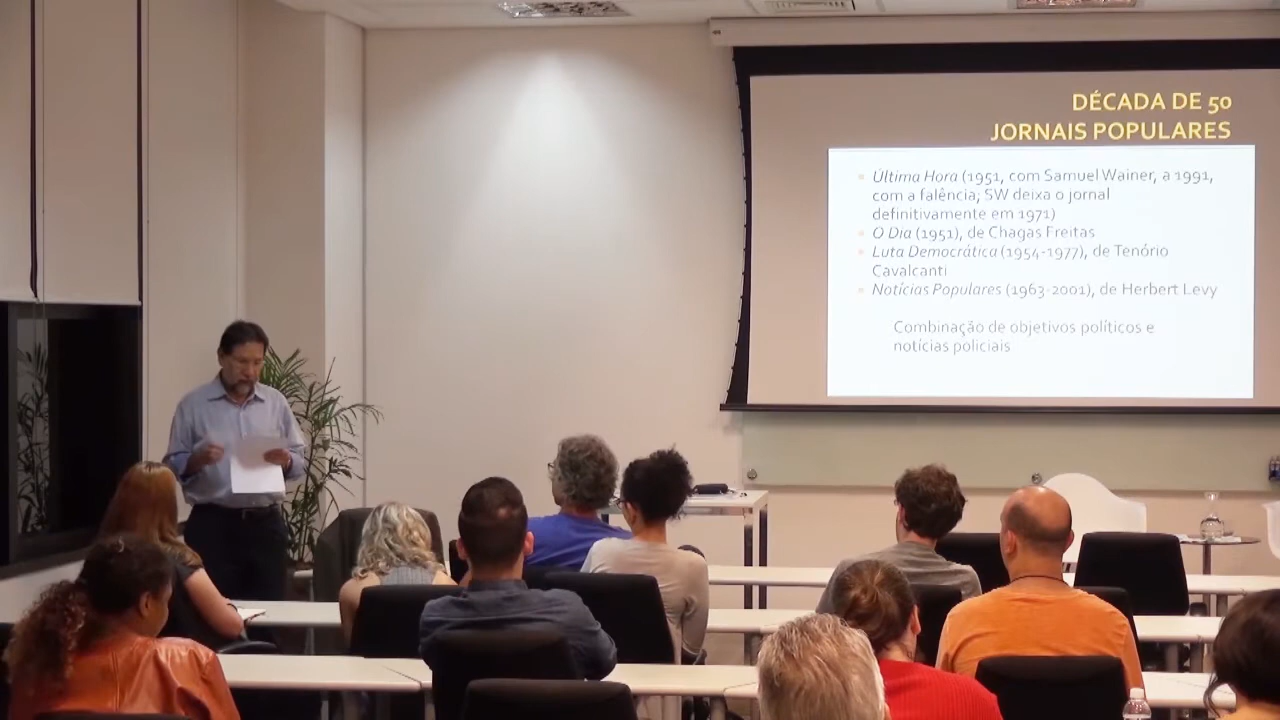 DÉCADA DE 50
JORNAIS POPULARES
Última Hora (1951, com Samuel Wainer, a 1991,
com a falência; SW deixa o jornal
definitivamente em 1971)
O Dia (1951), de Chagas Freitas
Luta Democrática (1954-1977), de Tenório
Cavalcanti
Notícias Populares (1963-2001), de Herbert Levy
Combinação de objetivos políticos e
notícias policiais